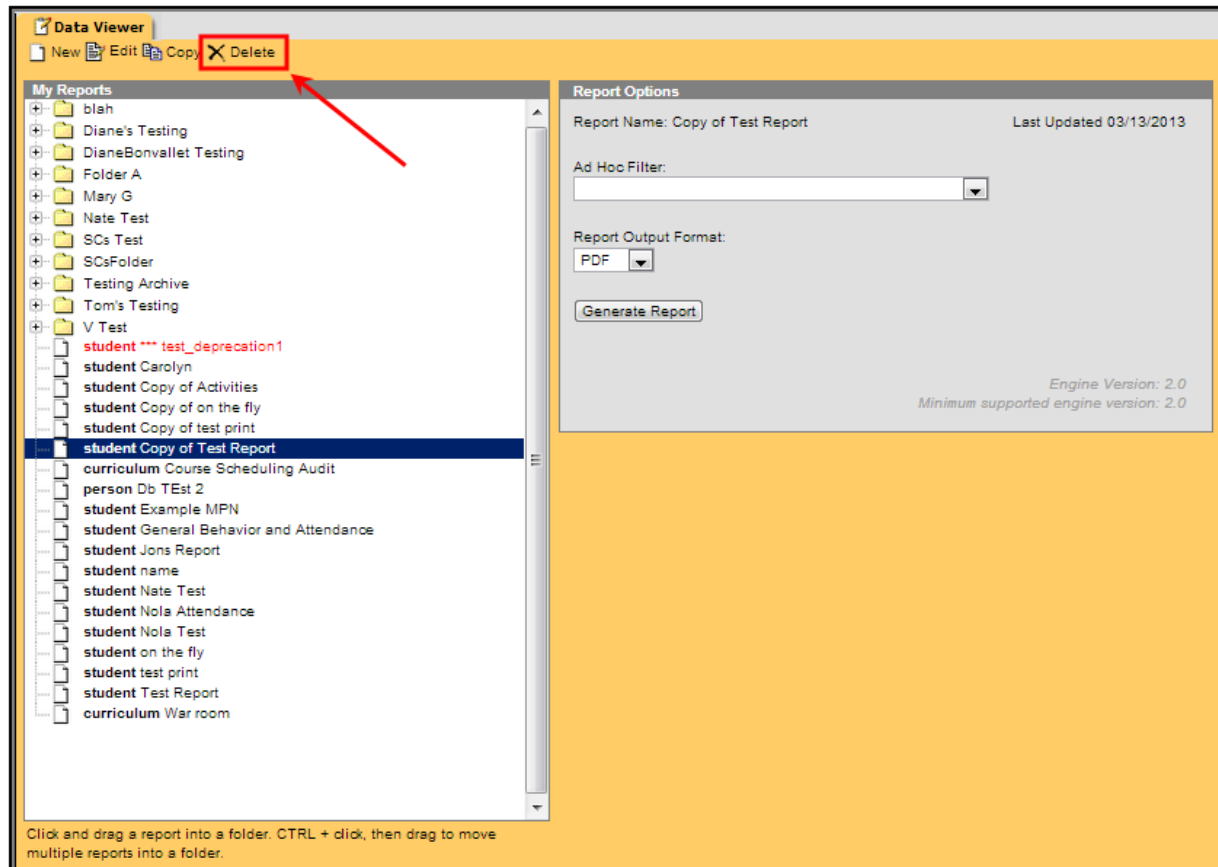 Data Viewer
New Edit Copy Delete
My Reports
blah
Diane's Testing
DianeBonvallet Testing
Folder A
Mary G
Nate Test
SCs Test
SCsFolder
Testing Archive
Tom's Testing
V Test
student *** test_deprecation1
student Carolyn
student Copy of Activities
student Copy of on the fly
student Copy of test print
student Copy of Test Report
curriculum Course Scheduling Audit
person Db TEst 2
student Example MPN
student General Behavior and Attendance
student Jons Report
student name
student Nate Test
student Nola Attendance
student Nola Test
student on the fly
student test print
student Test Report
curriculum War room
Click and drag a report into a folder. CTRL + click, then drag to move
multiple reports into a folder.
Report Options
Report Name: Copy of Test Report Last Updated 03/13/2013
Ad Hoc Filter:
Report Output Format:
PDF
Generate Report
Engine Version: 2.0
Minimum supported engine version: 2.0